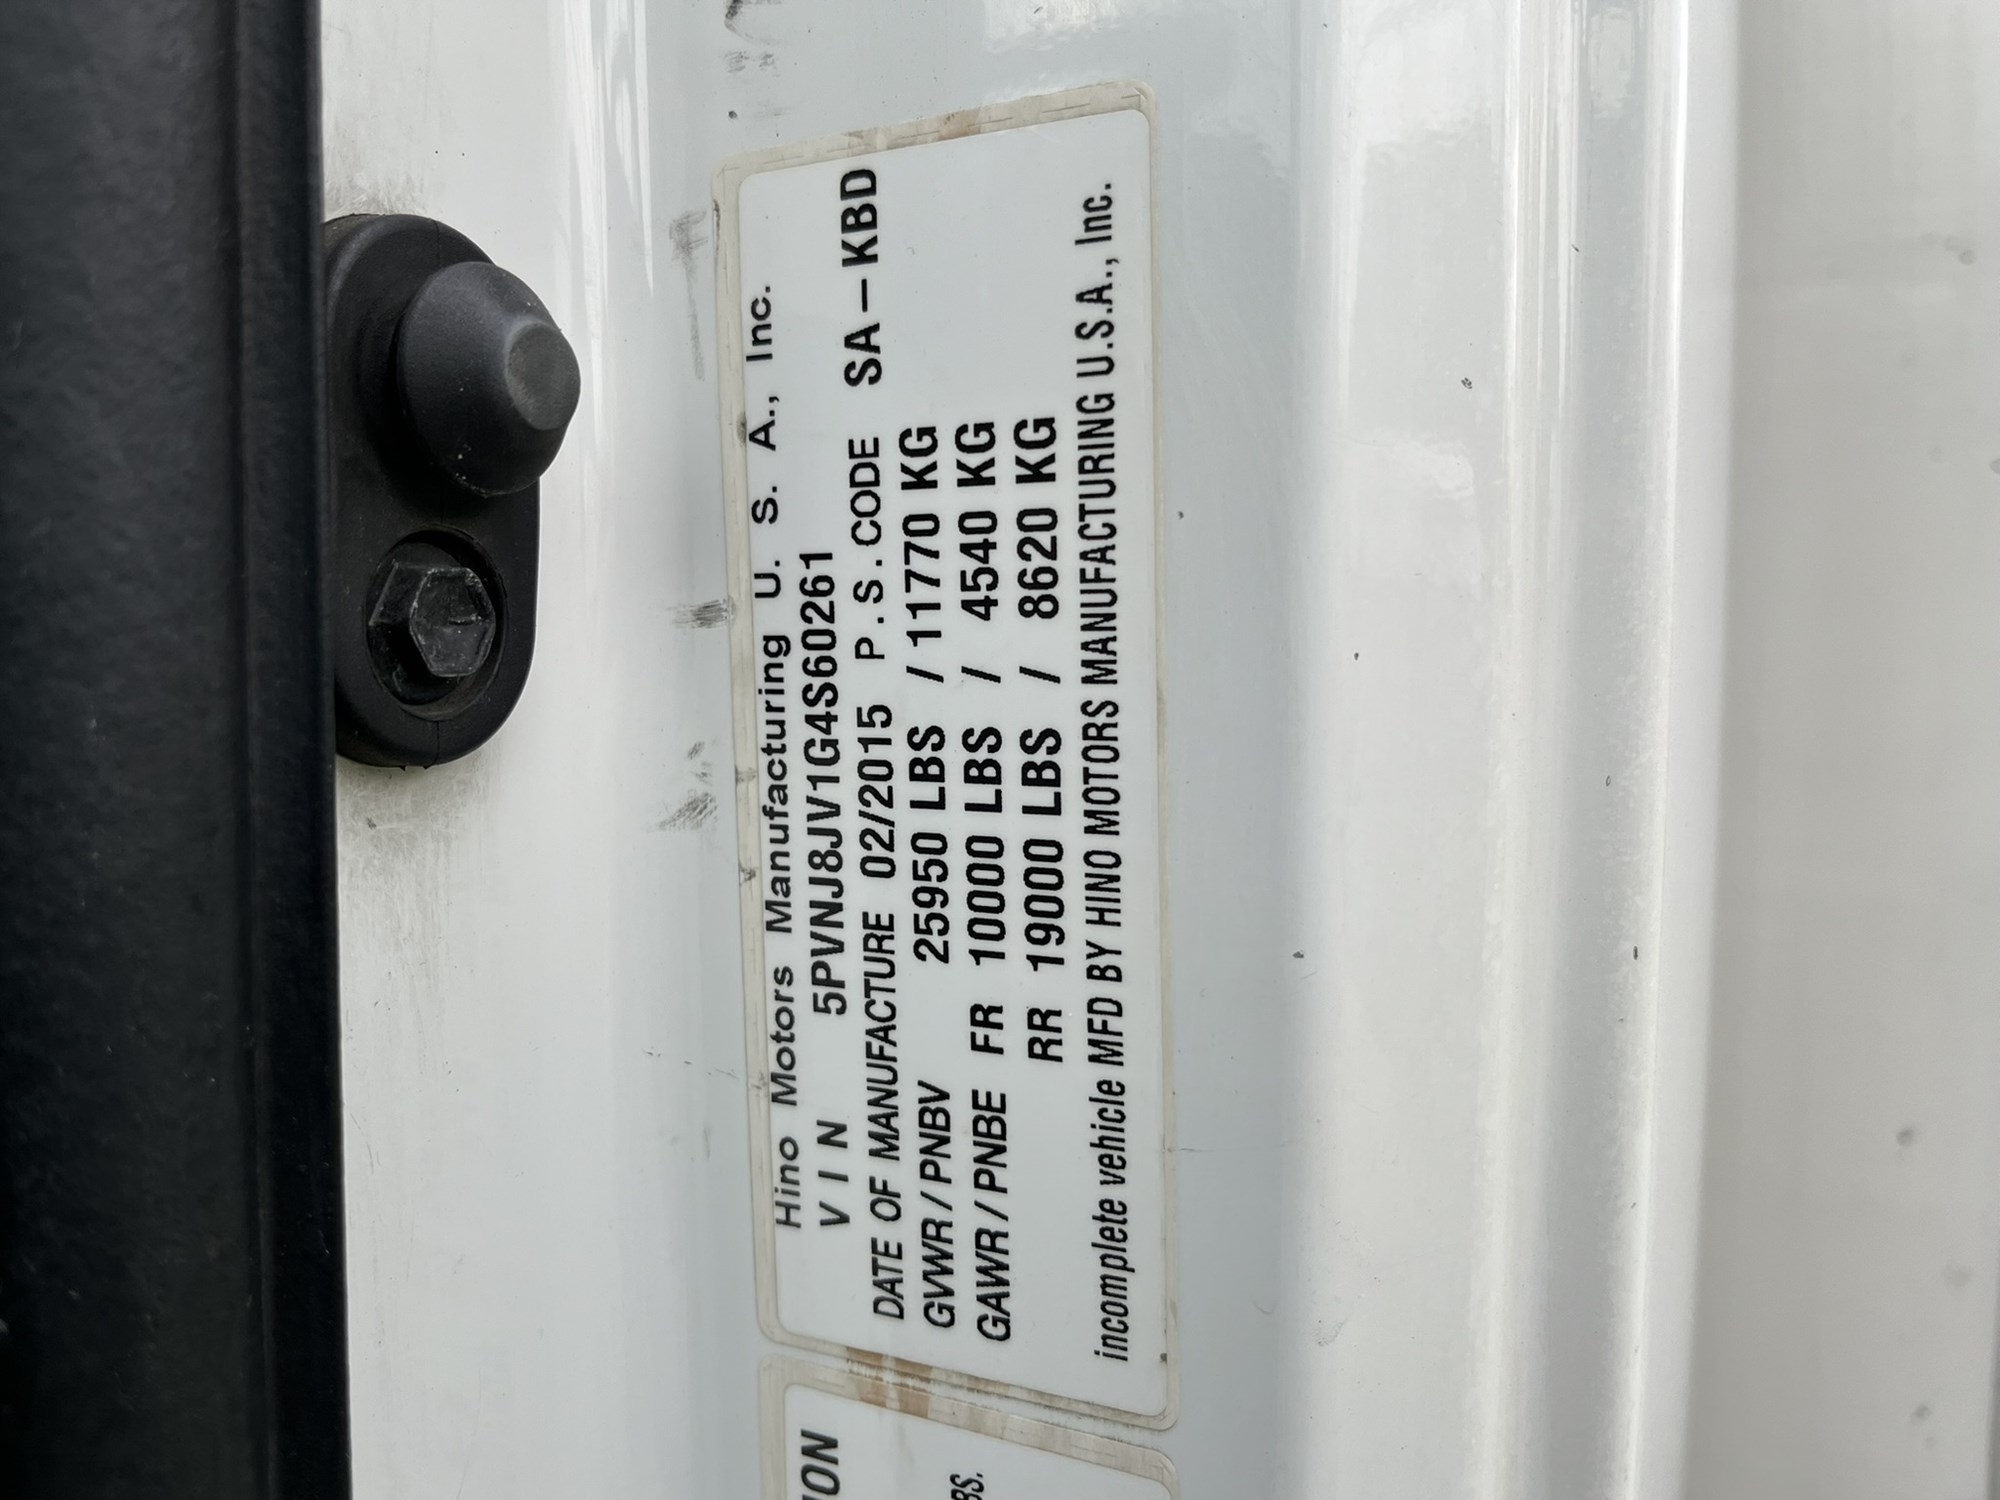 Hino Motors Manufacturing U. S. A., Inc.
VIN 5PVNJ8JV1G4S60261
DATE OF MANUFACTURE 02/2015 P.S.CODE SA-KBD
GVWR/PNBV 25950 LBS /11770 KG
GAWR/PNBE FR 10000 LBS / 4540 KG
RR 19000 LBS / 8620 KG
incomplete vehicle MFD BY HINO MOTORS MANUFACTURING U.S.A., Inc.